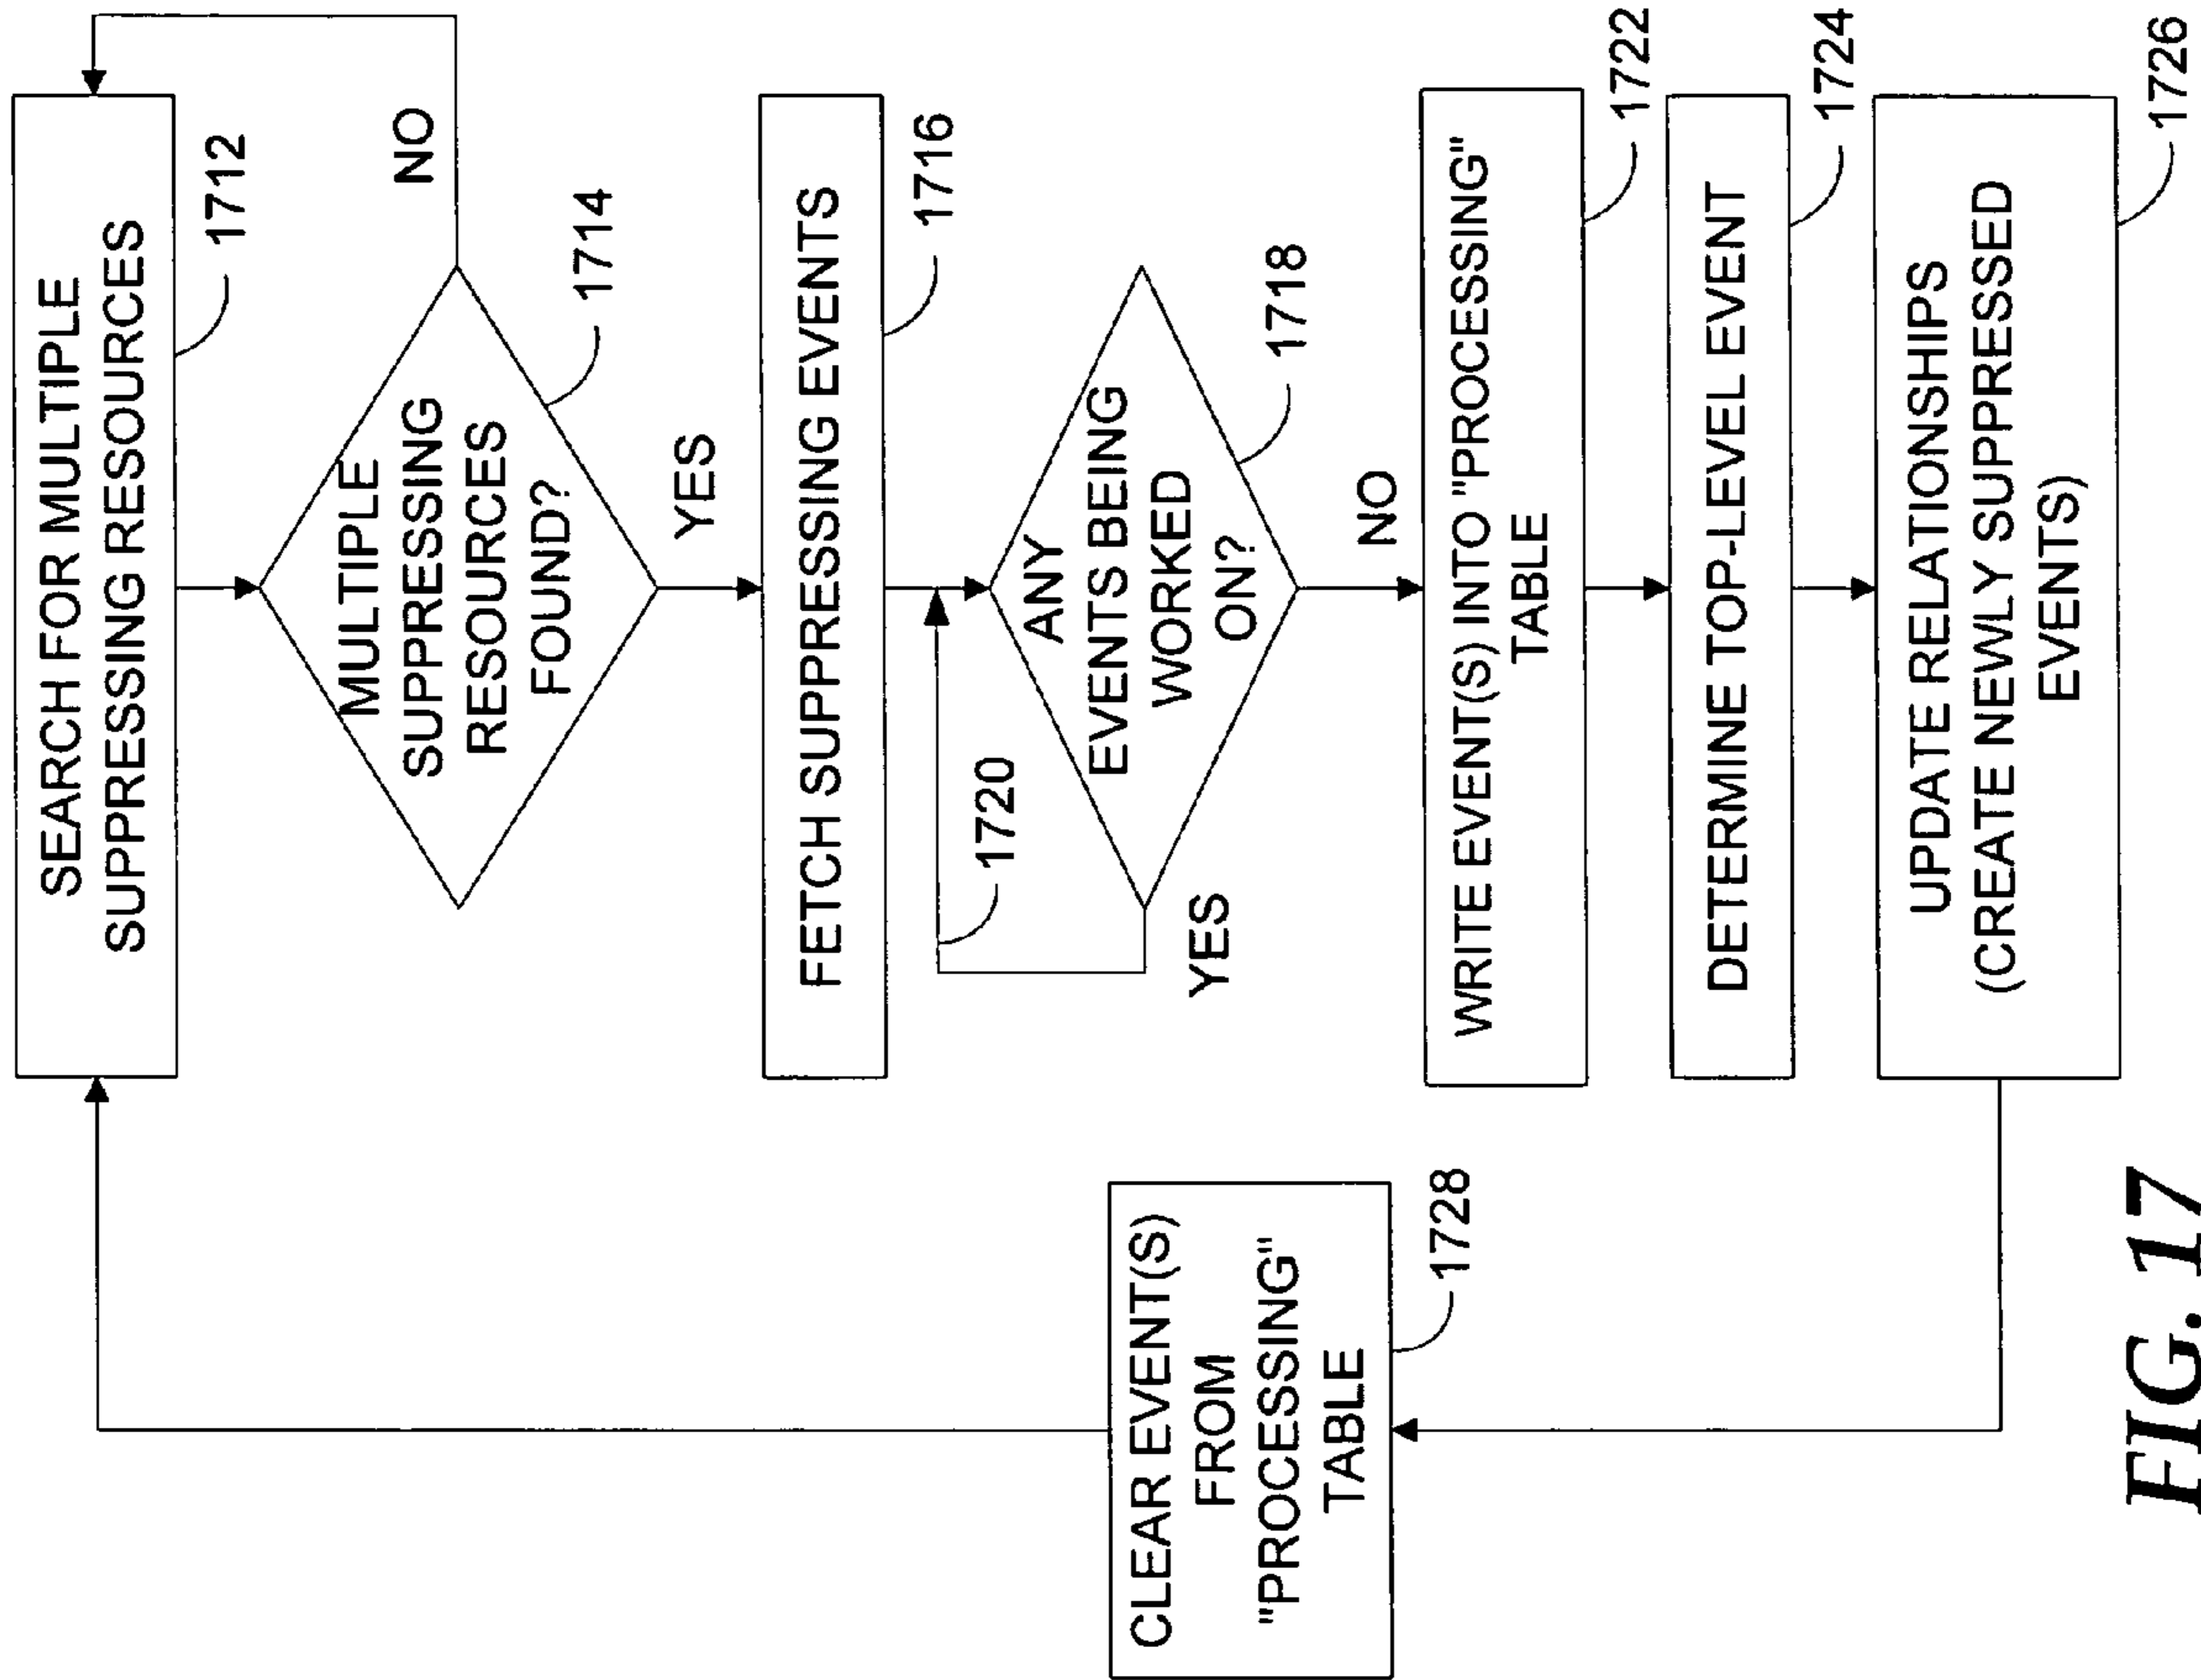 SEARCH FOR MULTIPLE
SUPPRESSING RESOURCES
1712
MULTIPLE
SUPPRESSING
RESOURCES
FOUND?
1714
NO
YES
FETCH SUPPRESSING EVENTS
1716
1720
ANY
EVENTS BEING
WORKED
ON?
1718
YES
NO
WRITE EVENT(S) INTO "PROCESSING"
TABLE
1722
DETERMINE TOP-LEVEL EVENT
1724
UPDATE RELATIONSHIPS
(CREATE NEWLY SUPPRESSED
EVENTS)
1726
CLEAR EVENT(S)
FROM
"PROCESSING"
TABLE
1728
FIG. 17